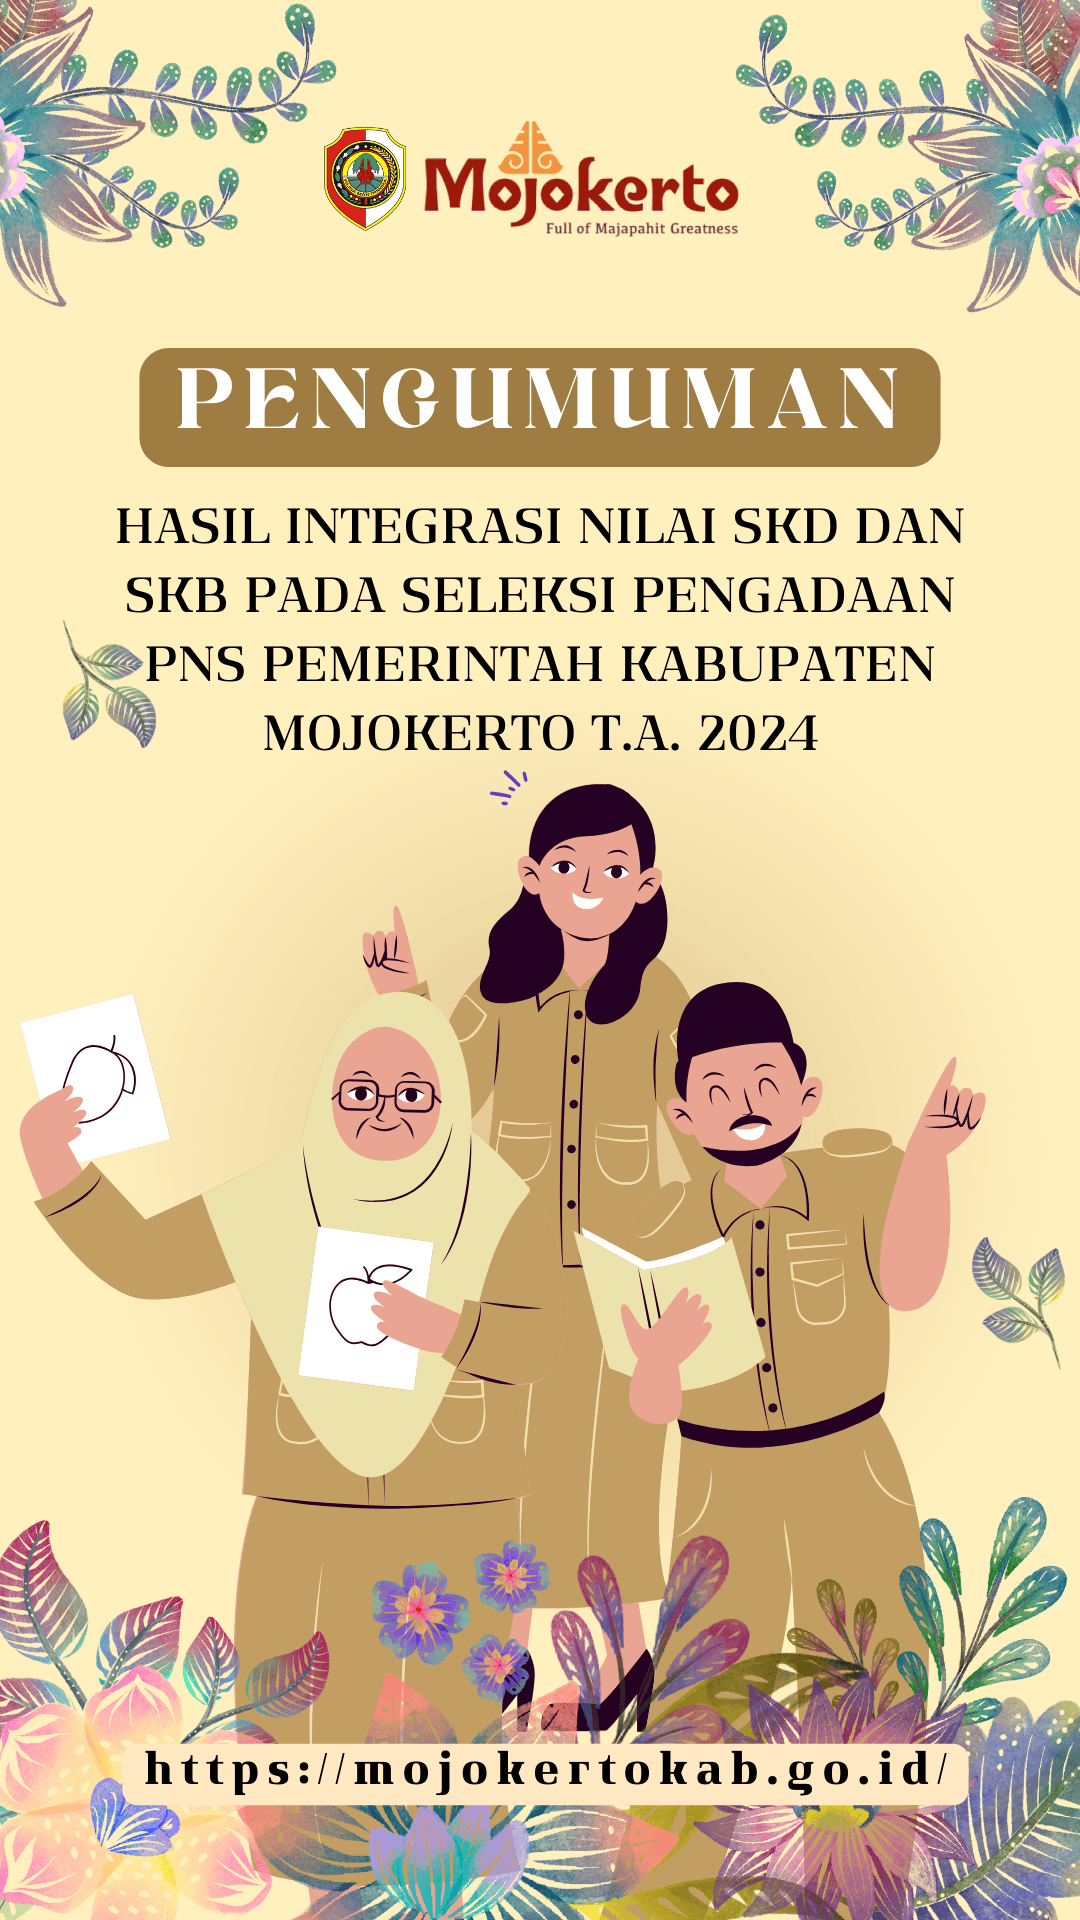 Mojokerto
Full of Majapahit Greatness
PENGUMUMAN
HASIL INTEGRASI NILAI SKD DAN
SKB PADA SELEKSI PENGADAAN
PNS PEMERINTAH KABUPATEN
MOJOKERTO T.A. 2024
https://mojokertokab.go.id/